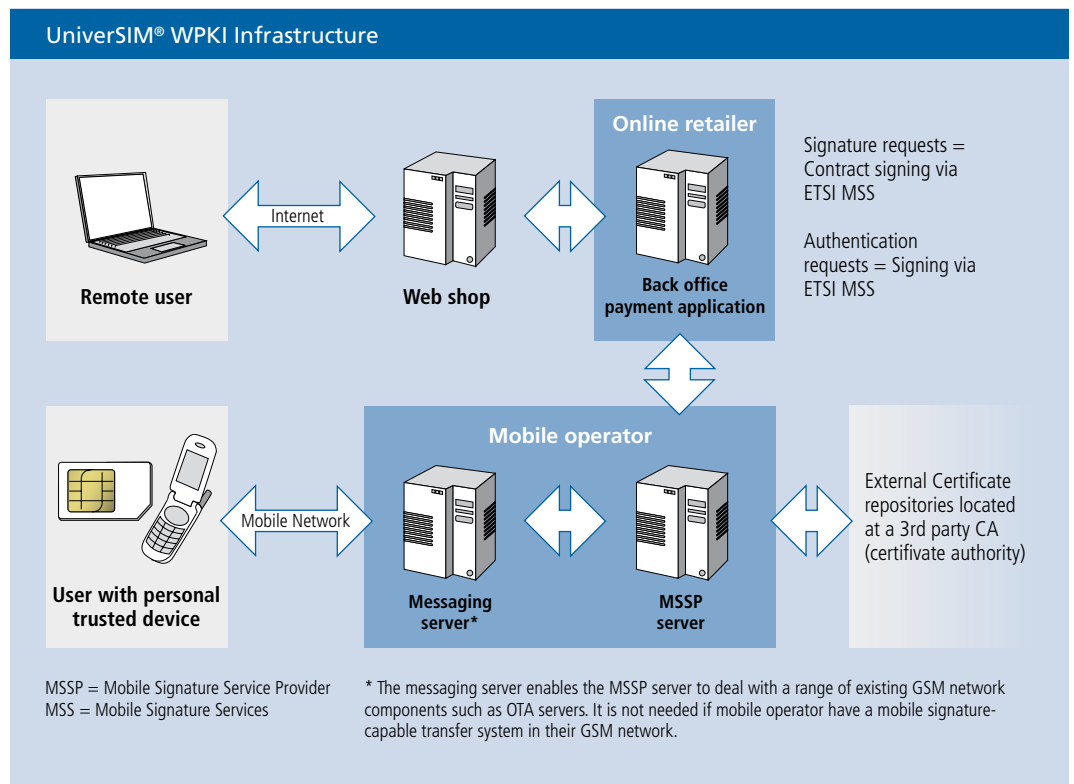 UniverSIM® WPKI Infrastructure
Online retailer
Signature requests =
Contract signing via
ETSI MSS
Authentication
requests = Signing via
ETSI MSS
Internet
Remote user
Web shop
Back office
payment application
Mobile operator
External Certificate
repositories located
at a 3rd party CA
(certifivate authority)
Mobile Network
User with personal
trusted device
Messaging
server*
MSSP
server
MSSP = Mobile Signature Service Provider
MSS = Mobile Signature Services
* The messaging server enables the MSSP server to deal with a range of existing GSM network
components such as OTA servers. It is not needed if mobile operator have a mobile signature-
capable transfer system in their GSM network.